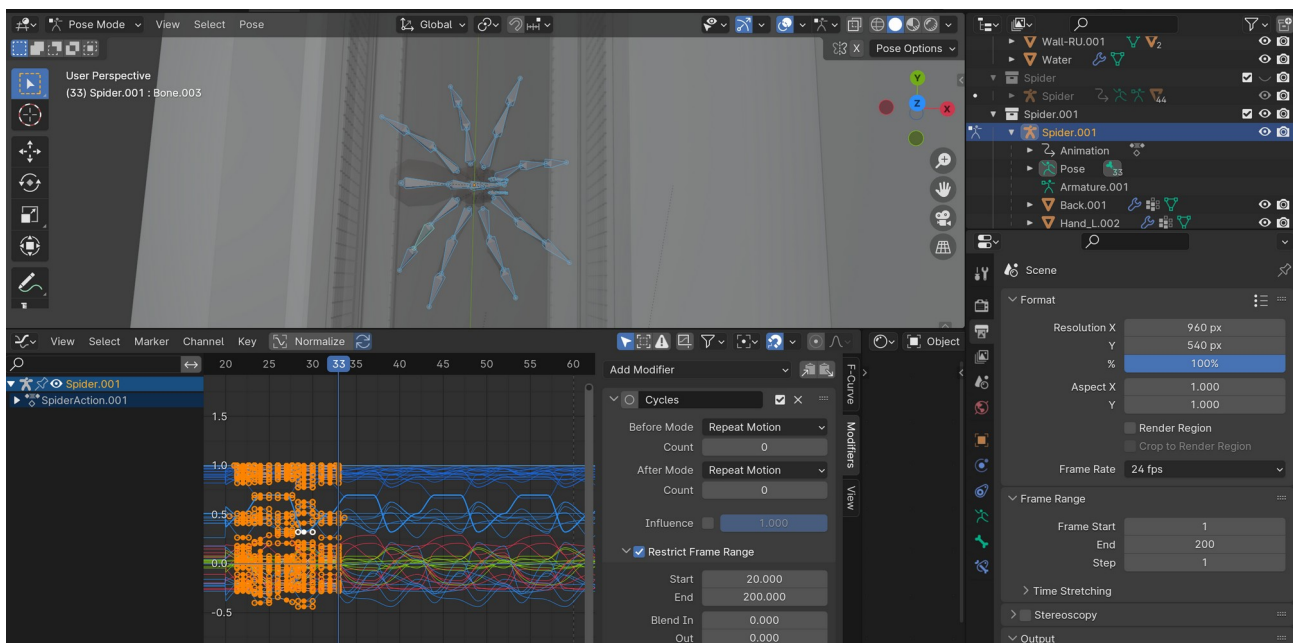 Pose Mode View Select Pose Global
Pose Options
User Perspective
(33) Spider.001 : Bone.003
Y
Z
X
Wall-RU.001 2
Water
Spider
Spider 44
Spider.001
Spider.001
Animation
Pose 33
Armature.001
Back.001
Hand_L.002
View Select Marker Channel Key Normalize
Object
20 25 30 33 35 40 45 50 55 60
Spider.001
SpiderAction.001
1.5
1.0
0.5
0.0
-0.5
Add Modifier
Cycles
Before Mode Repeat Motion
Count 0
After Mode Repeat Motion
Count 0
Influence 1.000
Restrict Frame Range
Start 20.000
End 200.000
Blend In 0.000
Out 0.000
F-Curve
Modifiers
View
Scene
Format
Resolution X 960 px
Y 540 px
% 100%
Aspect X 1.000
Y 1.000
Render Region
Crop to Render Region
Frame Rate 24 fps
Frame Range
Frame Start 1
End 200
Step 1
Time Stretching
Stereoscopy
Output